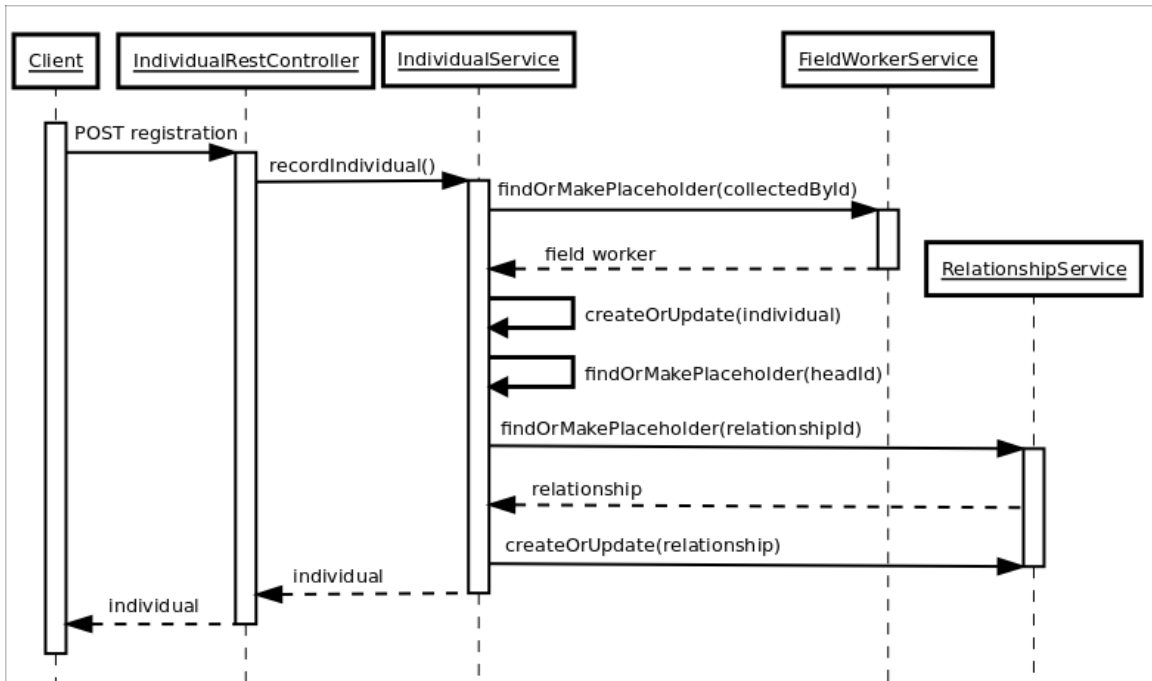 Client
IndividualRestController
IndividualService
FieldWorkerService
POST registration
recordIndividual()
findOrMakePlaceholder(collectedById)
field worker
RelationshipService
createOrUpdate(individual)
findOrMakePlaceholder(headId)
findOrMakePlaceholder(relationshipId)
relationship
createOrUpdate(relationship)
individual
individual